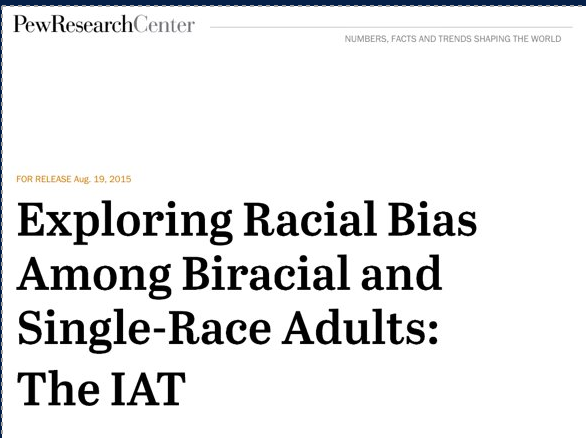 PewResearchCenter
NUMBERS, FACTS AND TRENDS SHAPING THE WORLD
FOR RELEASE Aug. 19, 2015
Exploring Racial Bias
Among Biracial and
Single-Race Adults:
The IAT